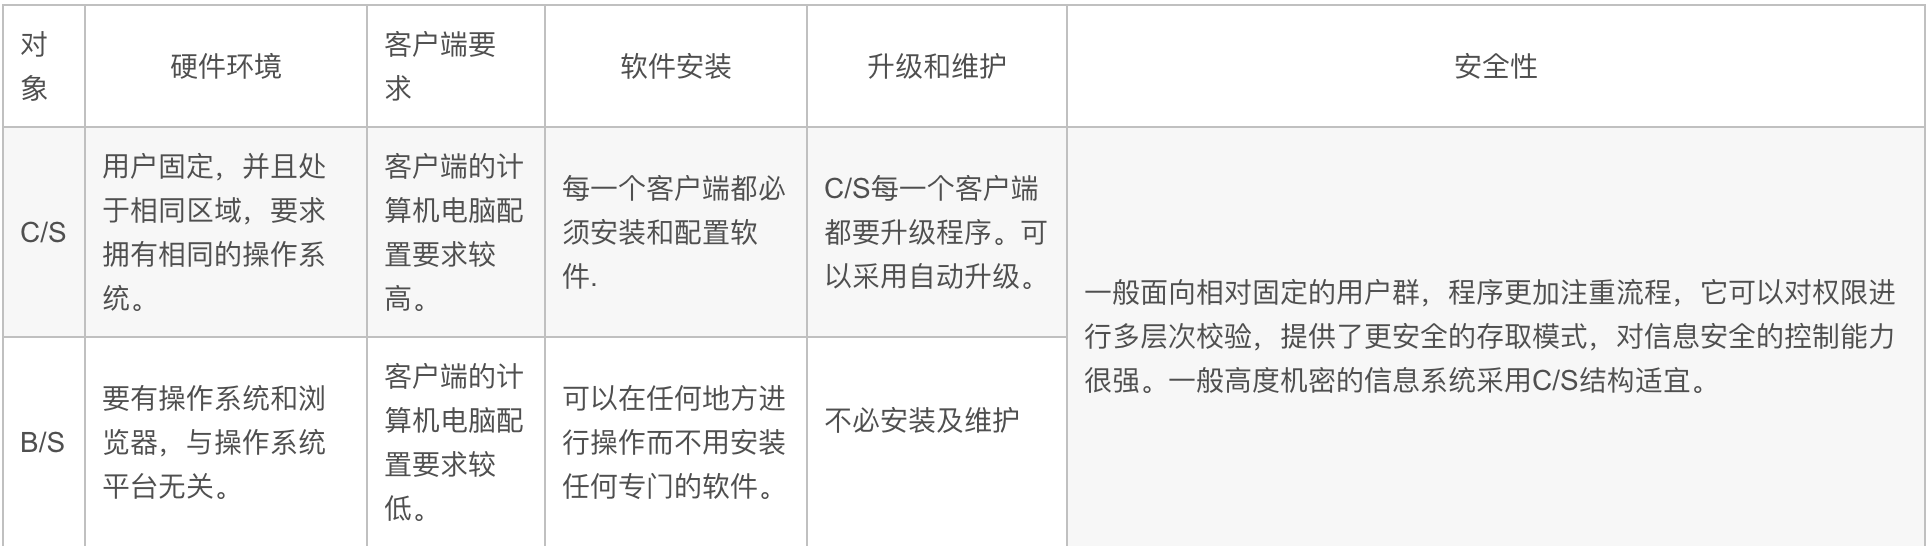 对
象
硬件环境
客户端要
求
软件安装
升级和维护
安全性
C/S
用户固定，并且处
于相同区域，要求
拥有相同的操作系
统。
客户端的计
算机电脑配
置要求较
高。
每一个客户端都必
须安装和配置软
件.
C/S每一个客户端
都要升级程序。可
以采用自动升级。
一般面向相对固定的用户群，程序更加注重流程，它可以对权限进
行多层次校验，提供了更安全的存取模式，对信息安全的控制能力
很强。一般高度机密的信息系统采用C/S结构适宜。
B/S
要有操作系统和浏
览器，与操作系统
平台无关。
客户端的计
算机电脑配
置要求较
低。
可以在任何地方进
行操作而不用安装
任何专门的软件。
不必安装及维护